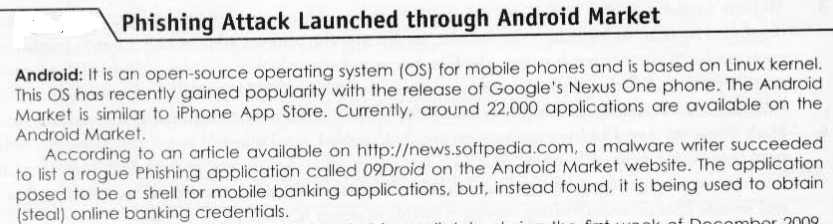 Phishing Attack Launched through Android Market
Android: It is an open-source operating system (OS) for mobile phones and is based on Linux kernel.
This OS has recently gained popularity with the release of Google's Nexus One phone. The Android
Market is similar to iPhone App Store. Currently, around 22,000 applications are available on the
Android Market.
According to an article available on http://news.softpedia.com, a malware writer succeeded
to list a rogue Phishing application called 09Droid on the Android Market website. The application
posed to be a shell for mobile banking applications, but, instead found, it is being used to obtain
(steal) online banking credentials.
week of December 2009